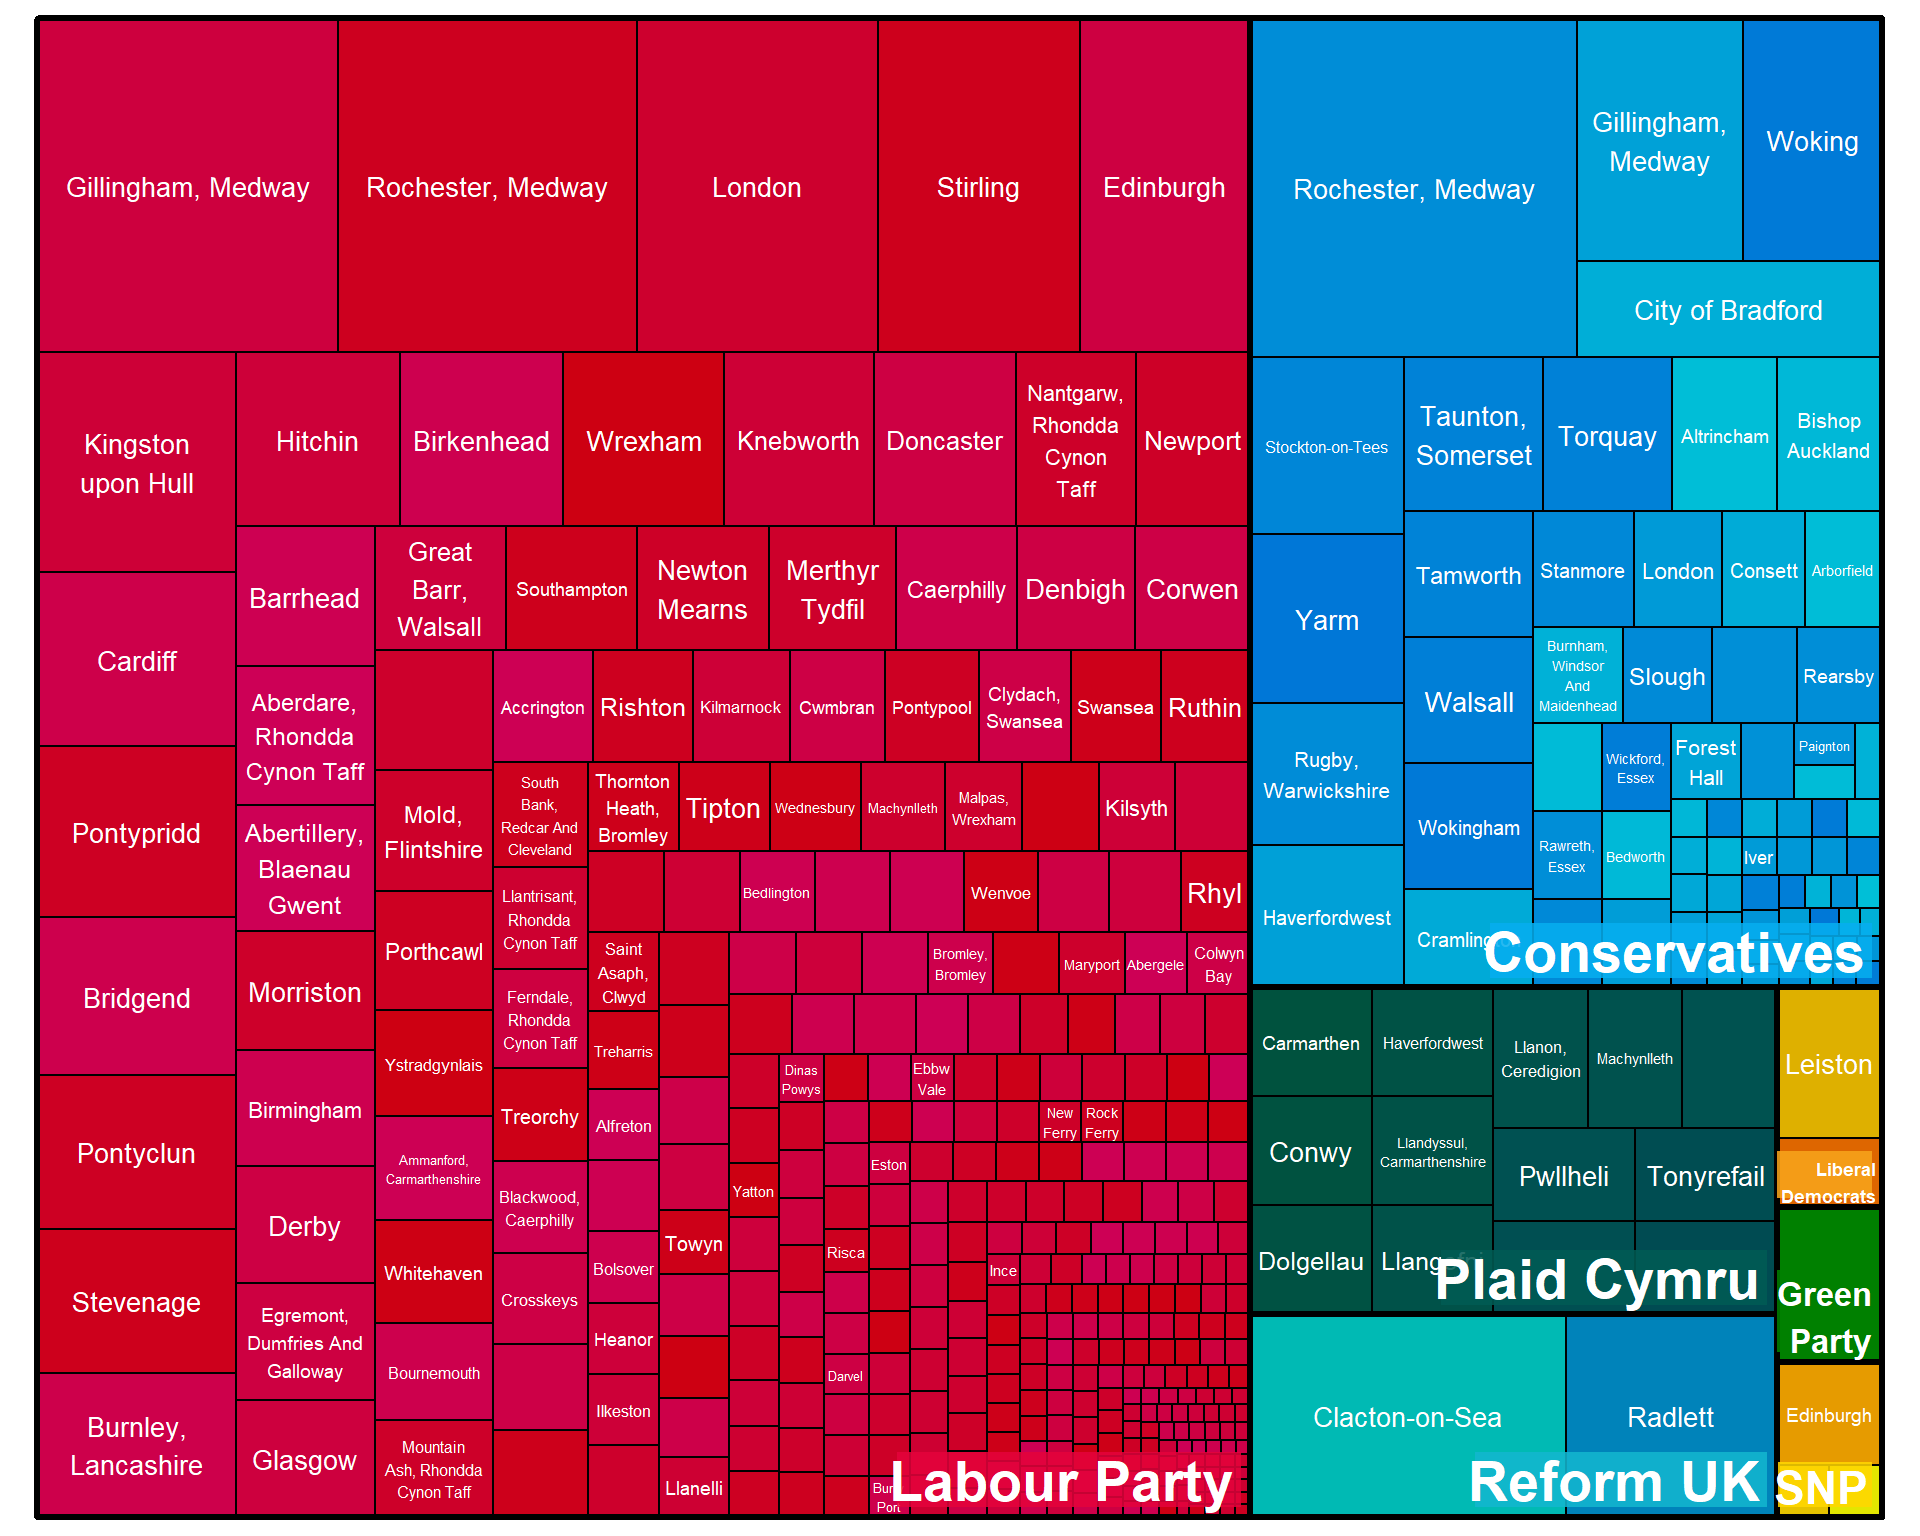 Gillingham, Medway
Rochester, Medway
London
Stirling
Edinburgh
Kingston
upon Hull
Hitchin
Birkenhead
Wrexham
Knebworth
Doncaster
Nantgarw,
Rhondda
Cynon
Taff
Newport
Cardiff
Pontypridd
Bridgend
Pontyclun
Stevenage
Burnley,
Lancashire
Barrhead
Aberdare,
Rhondda
Cynon Taff
Abertillery,
Blaenau
Gwent
Morriston
Birmingham
Derby
Egremont,
Dumfries And
Galloway
Glasgow
Great
Barr,
Walsall
Southampton
Newton
Mearns
Merthyr
Tydfil
Caerphilly
Denbigh
Corwen
Mold,
Flintshire
Porthcawl
Ystradgynlais
Ammanford,
Carmarthenshire
Whitehaven
Bournemouth
Mountain
Ash, Rhondda
Cynon Taff
Accrington
Rishton
Kilmarnock
Cwmbran
Pontypool
Clydach,
Swansea
Swansea
Ruthin
South
Bank,
Redcar And
Cleveland
Llantrisant,
Rhondda
Cynon Taff
Ferndale,
Rhondda
Cynon Taff
Treorchy
Blackwood,
Caerphilly
Crosskeys
Thornton
Heath,
Bromley
Tipton
Wednesbury
Machynlleth
Malpas,
Wrexham
Kilsyth
Bedlington
Wenvoe
Rhyl
Saint
Asaph,
Clwyd
Treharris
Alfreton
Bolsover
Heanor
Ilkeston
Towyn
Llanelli
Bromley,
Bromley
Maryport
Abergele
Colwyn
Bay
Yatton
Dinas
Powys
Ebbw
Vale
New
Ferry
Rock
Ferry
Eston
Risca
Ince
Darvel
Labour Party
Rochester, Medway
Gillingham,
Medway
Woking
City of Bradford
Stockton-on-Tees
Taunton,
Somerset
Torquay
Altrincham
Bishop
Auckland
Yarm
Rugby,
Warwickshire
Haverfordwest
Tamworth
Walsall
Wokingham
Cramlington
Stanmore
London
Consett
Arborfield
Burnham,
Windsor
And
Maidenhead
Slough
Rearsby
Wickford,
Essex
Forest
Hall
Paignton
Rawreth,
Essex
Bedworth
Iver
Conservatives
Carmarthen
Haverfordwest
Llanon,
Ceredigion
Machynlleth
Conwy
Llandyssul,
Carmarthenshire
Pwllheli
Tonyrefail
Dolgellau
Plaid Cymru
Clacton-on-Sea
Radlett
Reform UK
Leiston
Liberal
Democrats
Green
Party
Edinburgh
SNP